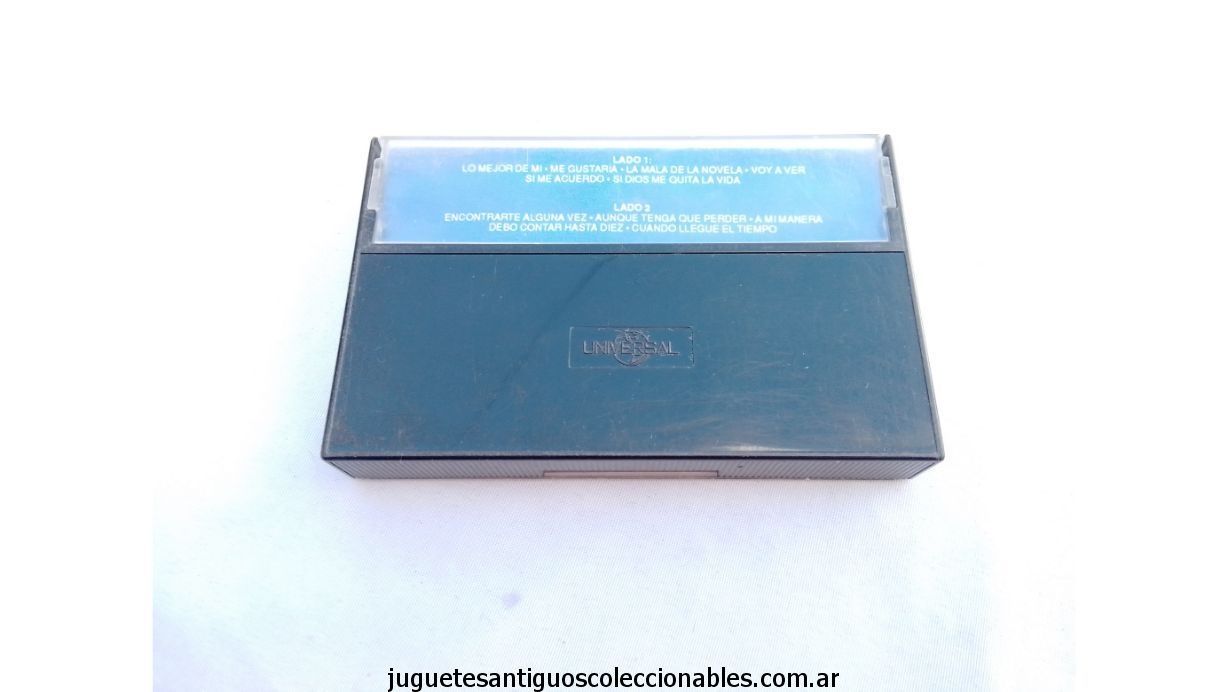 LADO 1:
LO MEJOR DE MI • ME GUSTARIA • LA MALA DE LA NOVELA • VOY A VER
SI ME ACUERDO • SI DIOS ME QUITA LA VIDA
LADO 2
ENCONTRARTE ALGUNA VEZ • AUNQUE TENGA QUE PERDER • A MI MANERA
DEBO CONTAR HASTA DIEZ • CUANDO LLEGUE EL TIEMPO
UNIVERSAL
juguetesantiguoscoleccionables.com.ar